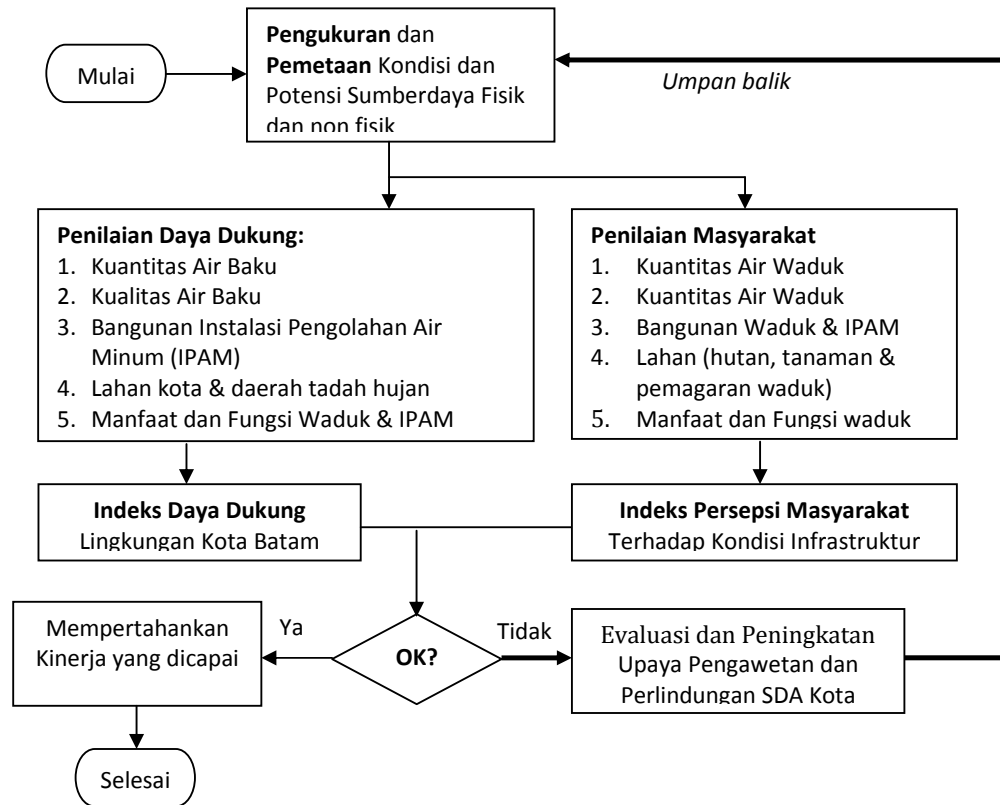 Mulai
Pengukuran dan
Pemetaan Kondisi dan
Potensi Sumberdaya Fisik
dan non fisik
Umpan balik
Penilaian Daya Dukung:
1. Kuantitas Air Baku
2. Kualitas Air Baku
3. Bangunan Instalasi Pengolahan Air
Minum (IPAM)
4. Lahan kota & daerah tadah hujan
5. Manfaat dan Fungsi Waduk & IPAM
Penilaian Masyarakat
1. Kuantitas Air Waduk
2. Kuantitas Air Waduk
3. Bangunan Waduk & IPAM
4. Lahan (hutan, tanaman &
pemagaran waduk)
5. Manfaat dan Fungsi waduk
Indeks Daya Dukung
Lingkungan Kota Batam
Indeks Persepsi Masyarakat
Terhadap Kondisi Infrastruktur
Mempertahankan
Kinerja yang dicapai
Ya
OK?
Tidak
Evaluasi dan Peningkatan
Upaya Pengawetan dan
Perlindungan SDA Kota
Selesai